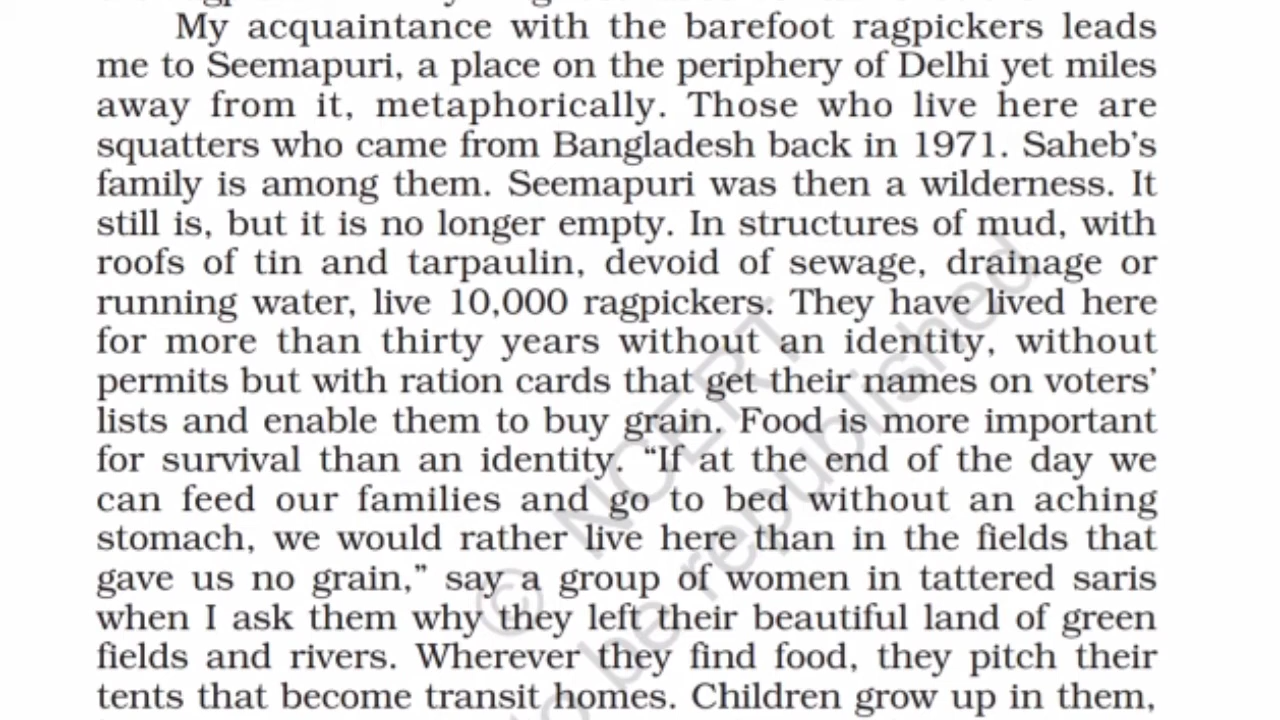 My acquaintance with the barefoot ragpickers leads
me to Seemapuri, a place on the periphery of Delhi yet miles
away from it, metaphorically. Those who live here are
squatters who came from Bangladesh back in 1971. Saheb’s
family is among them. Seemapuri was then a wilderness. It
still is, but it is no longer empty. In structures of mud, with
roofs of tin and tarpaulin, devoid of sewage, drainage or
running water, live 10,000 ragpickers. They have lived here
for more than thirty years without an identity, without
permits but with ration cards that get their names on voters’
lists and enable them to buy grain. Food is more important
for survival than an identity. “If at the end of the day we
can feed our families and go to bed without an aching
stomach, we would rather live here than in the fields that
gave us no grain,” say a group of women in tattered saris
when I ask them why they left their beautiful land of green
fields and rivers. Wherever they find food, they pitch their
tents that become transit homes. Children grow up in them,
© NCERT
to be republished